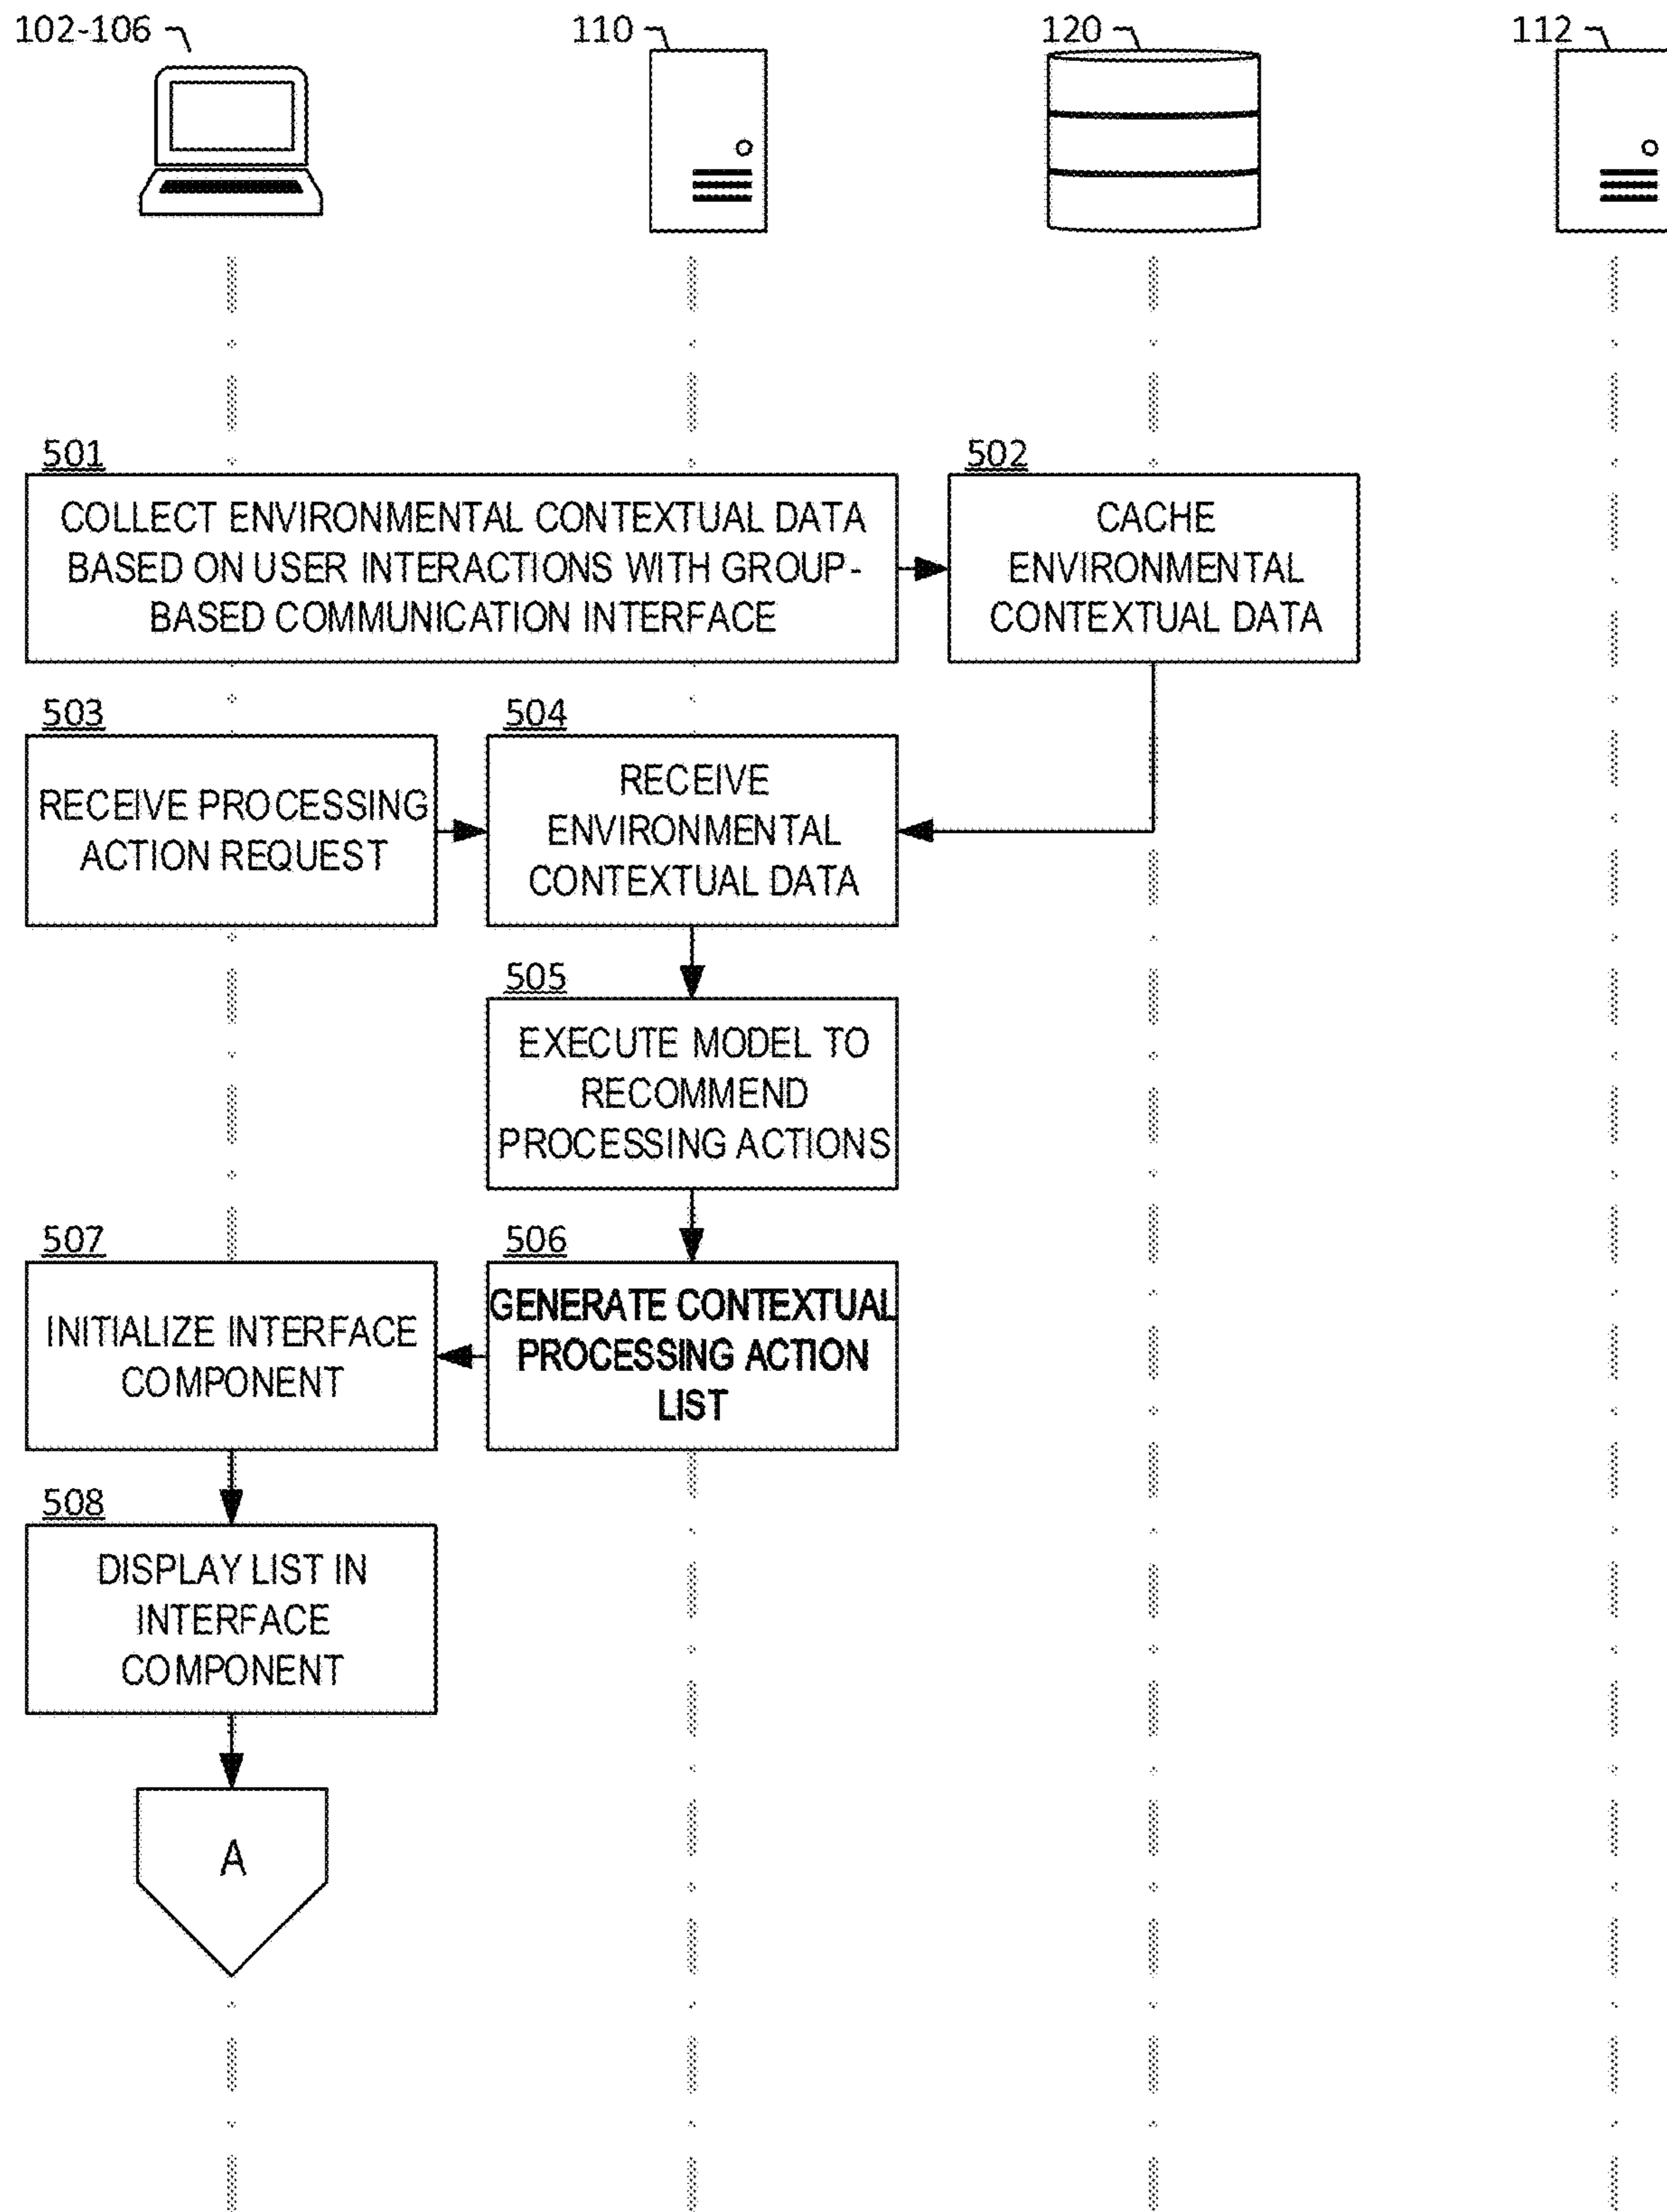 102-106
110
120
112
501
COLLECT ENVIRONMENTAL CONTEXTUAL DATA
BASED ON USER INTERACTIONS WITH GROUP-
BASED COMMUNICATION INTERFACE
502
CACHE
ENVIRONMENTAL
CONTEXTUAL DATA
503
RECEIVE PROCESSING
ACTION REQUEST
504
RECEIVE
ENVIRONMENTAL
CONTEXTUAL DATA
505
EXECUTE MODEL TO
RECOMMEND
PROCESSING ACTIONS
506
GENERATE CONTEXTUAL
PROCESSING ACTION
LIST
507
INITIALIZE INTERFACE
COMPONENT
508
DISPLAY LIST IN
INTERFACE
COMPONENT
A